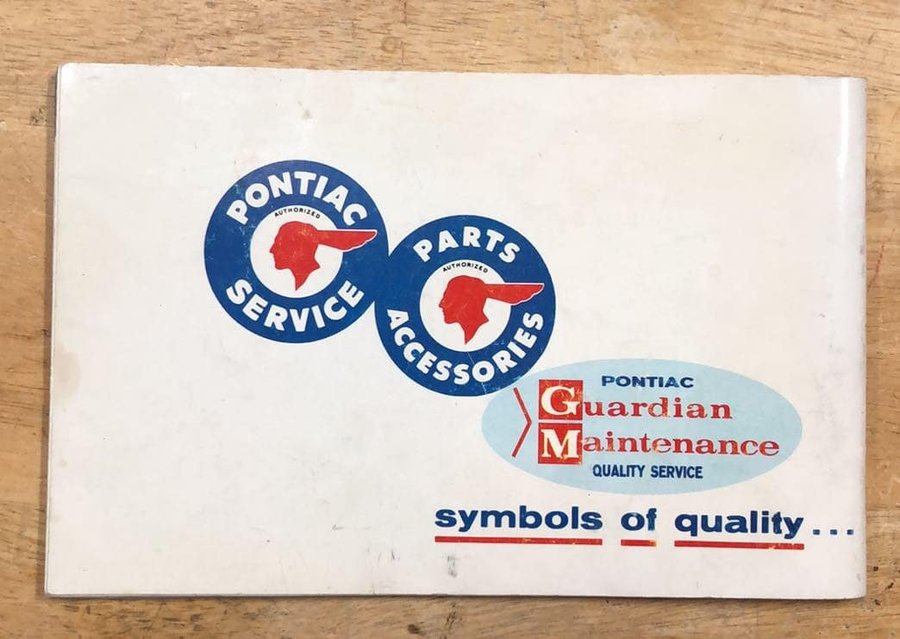 PONTIAC
AUTHORIZED
SERVICE
PARTS
AUTHORIZED
ACCESSORIES
PONTIAC
Guardian
Maintenance
QUALITY SERVICE
symbols of quality...